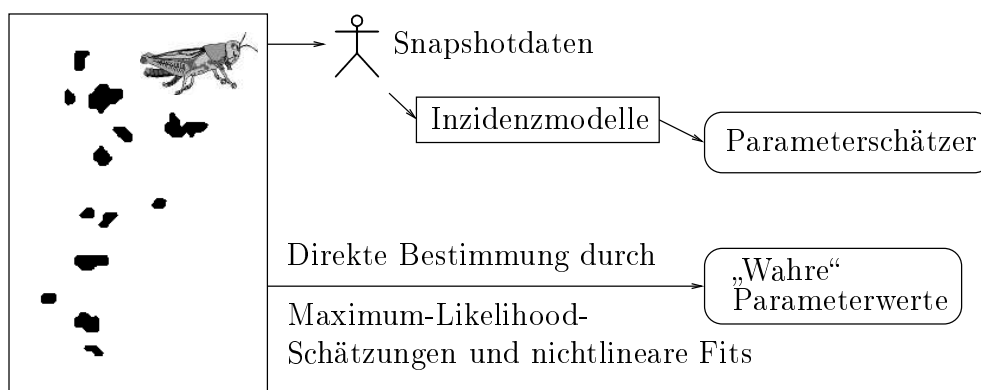 Snapshotdaten
Inzidenzmodelle
Parameterschätzer
Direkte Bestimmung durch
Maximum-Likelihood-
Schätzungen und nichtlineare Fits
„Wahre“
Parameterwerte